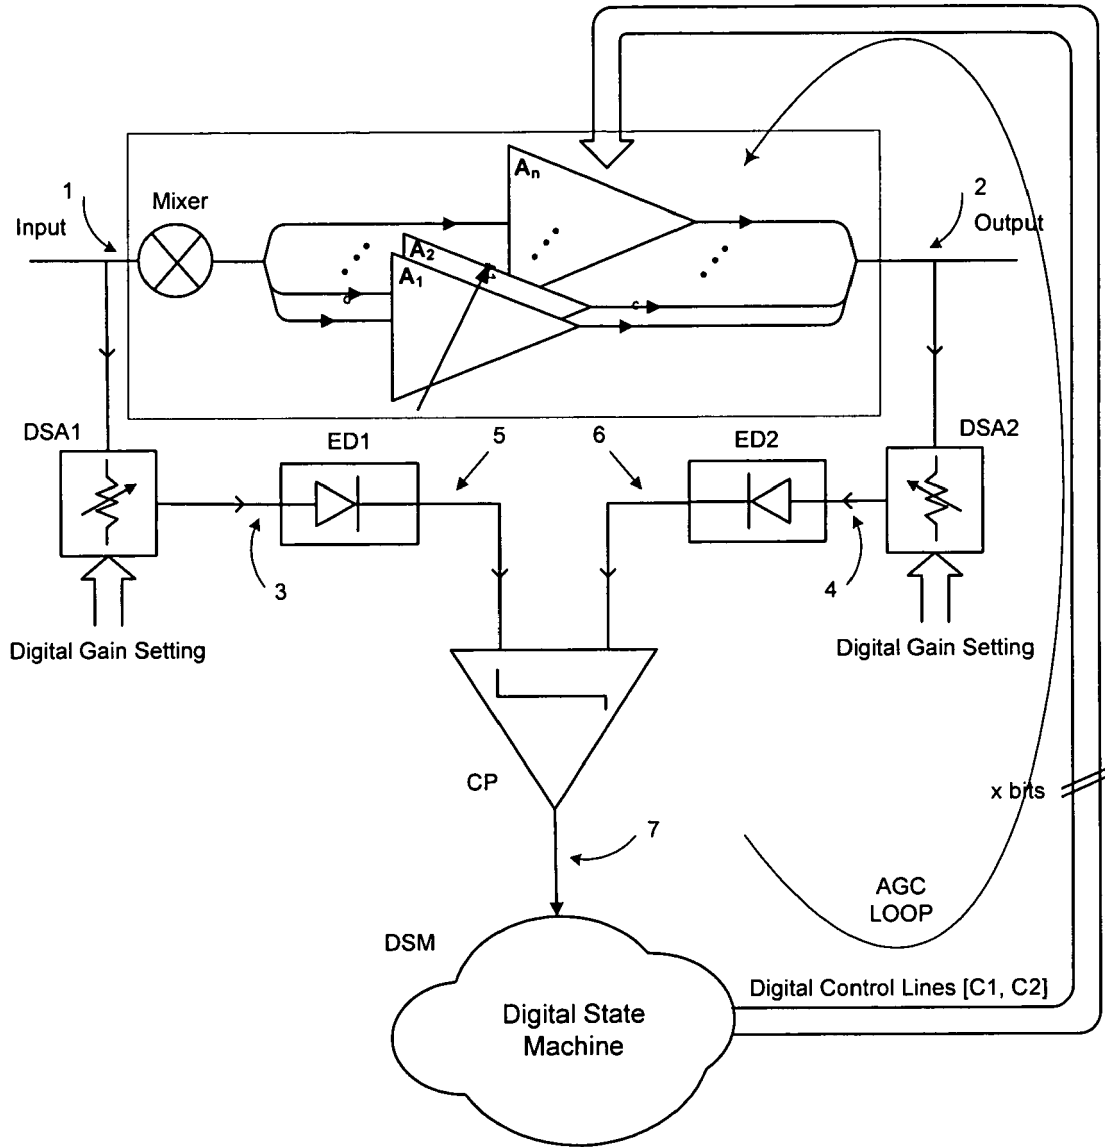 1
Mixer
Input
An
A2
A1
2
Output
d
c
DSA1
ED1
5
6
ED2
DSA2
3
4
Digital Gain Setting
Digital Gain Setting
CP
x bits
7
AGC
LOOP
DSM
Digital Control Lines [C1, C2]
Digital State
Machine